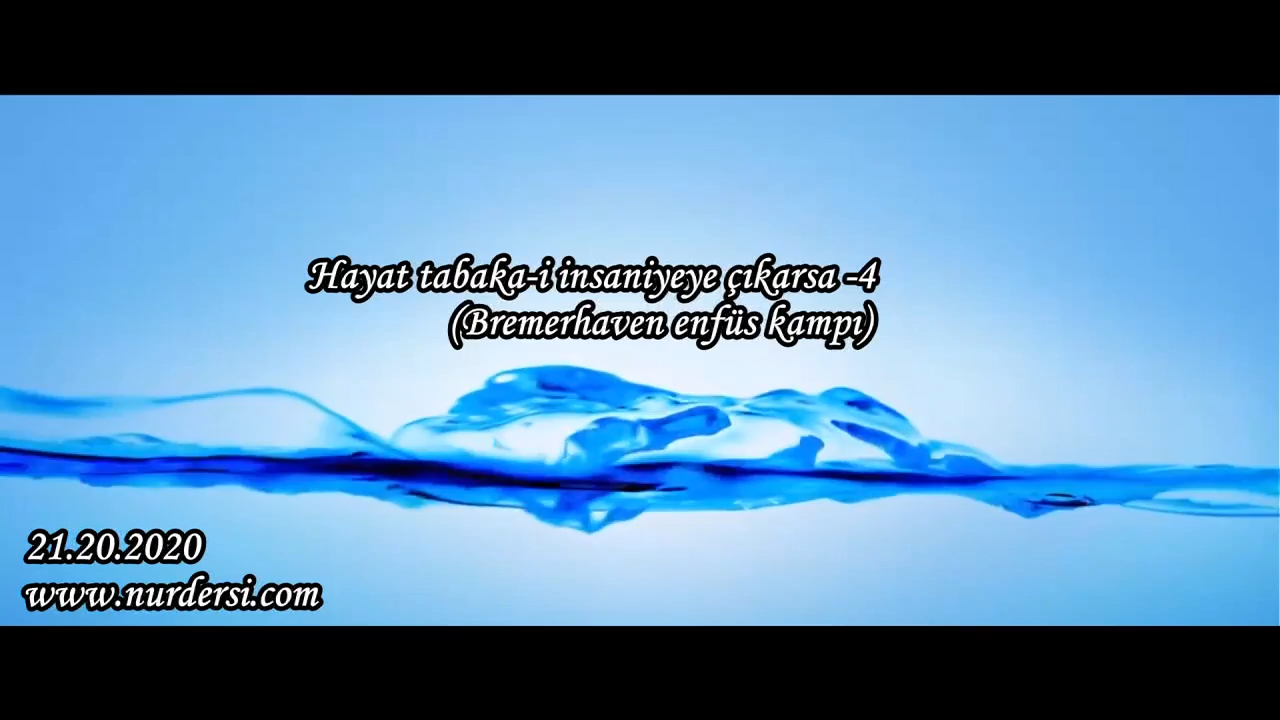 Hayat tabaka-i insaniyeye çıkarsa -4
(Bremerhaven enfüs kampı)
21.20.2020
www.nurdersi.com